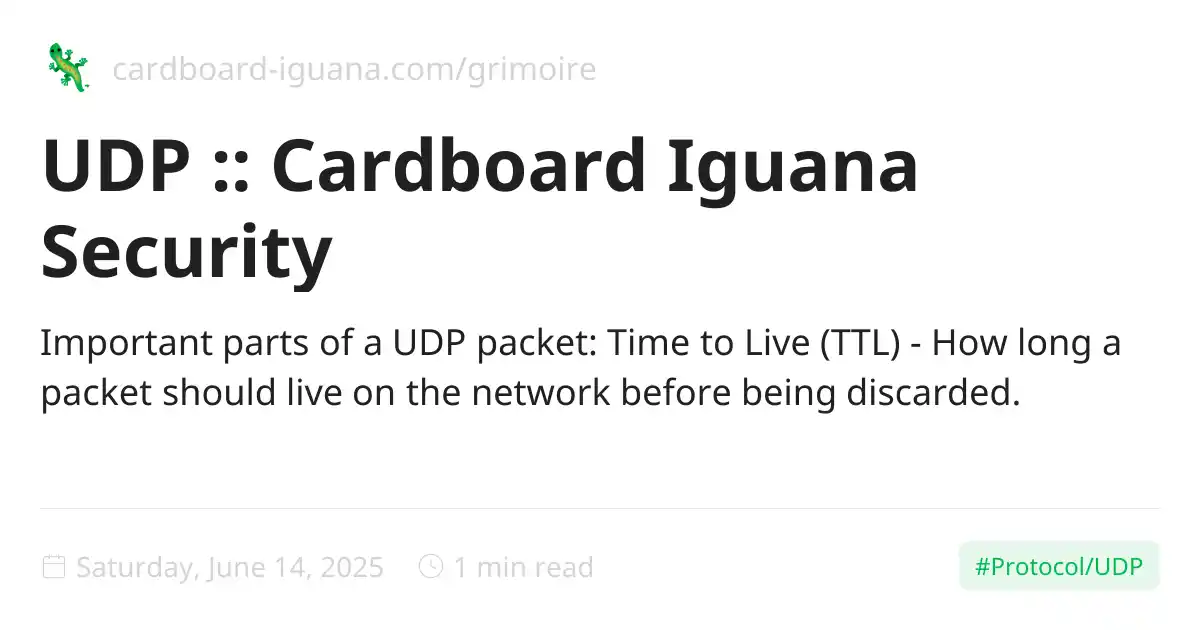 cardboard-iguana.com/grimoire
UDP :: Cardboard Iguana
Security
Important parts of a UDP packet: Time to Live (TTL) - How long a
packet should live on the network before being discarded.
Saturday, June 14, 2025 1 min read #Protocol/UDP